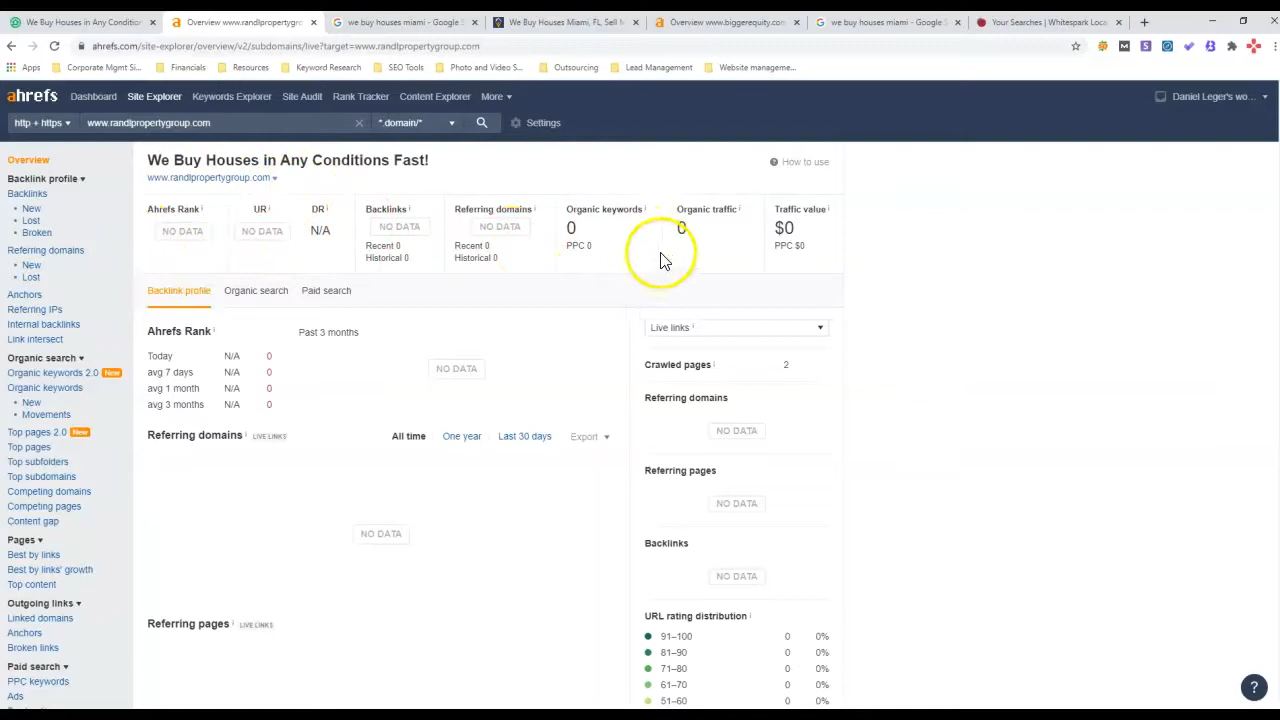 We Buy Houses in Any Condition
Overview www.randlpropertygro
we buy houses miami - Google S
We Buy Houses Miami, FL, Sell M
Overview www.biggerequity.com
we buy houses miami - Google S
Your Searches | Whitespark Loca
ahrefs.com/site-explorer/overview/v2/subdomains/live?target=www.randlpropertygroup.com
Apps
Corporate Mgmt Si...
Financials
Resources
Keyword Research
SEO Tools
Photo and Video S...
Outsourcing
Lead Management
Website manageme...
ahrefs
Dashboard
Site Explorer
Keywords Explorer
Site Audit
Rank Tracker
Content Explorer
More
Daniel Leger's wo...
http + https
www.randlpropertygroup.com
*.domain/*
Settings
Overview
Backlink profile
Backlinks
New
Lost
Broken
Referring domains
New
Lost
Anchors
Referring IPs
Internal backlinks
Link intersect
Organic search
Organic keywords 2.0 New
Organic keywords
New
Movements
Top pages 2.0 New
Top pages
Top subfolders
Top subdomains
Competing domains
Competing pages
Content gap
Pages
Best by links
Best by links' growth
Top content
Outgoing links
Linked domains
Anchors
Broken links
Paid search
PPC keywords
Ads
We Buy Houses in Any Conditions Fast!
How to use
www.randlpropertygroup.com
Ahrefs Rank
NO DATA
UR
NO DATA
DR
N/A
Backlinks
NO DATA
Recent 0
Historical 0
Referring domains
NO DATA
Recent 0
Historical 0
Organic keywords
0
PPC 0
Organic traffic
0
Traffic value
$0
PPC $0
Backlink profile
Organic search
Paid search
Ahrefs Rank
Past 3 months
Today N/A 0
avg 7 days N/A 0
avg 1 month N/A 0
avg 3 months N/A 0
NO DATA
Referring domains LIVE LINKS
All time
One year
Last 30 days
Export
NO DATA
Referring pages LIVE LINKS
Live links
Crawled pages 2
Referring domains
NO DATA
Referring pages
NO DATA
Backlinks
NO DATA
URL rating distribution
91–100 0 0%
81–90 0 0%
71–80 0 0%
61–70 0 0%
51–60 0 0%
?